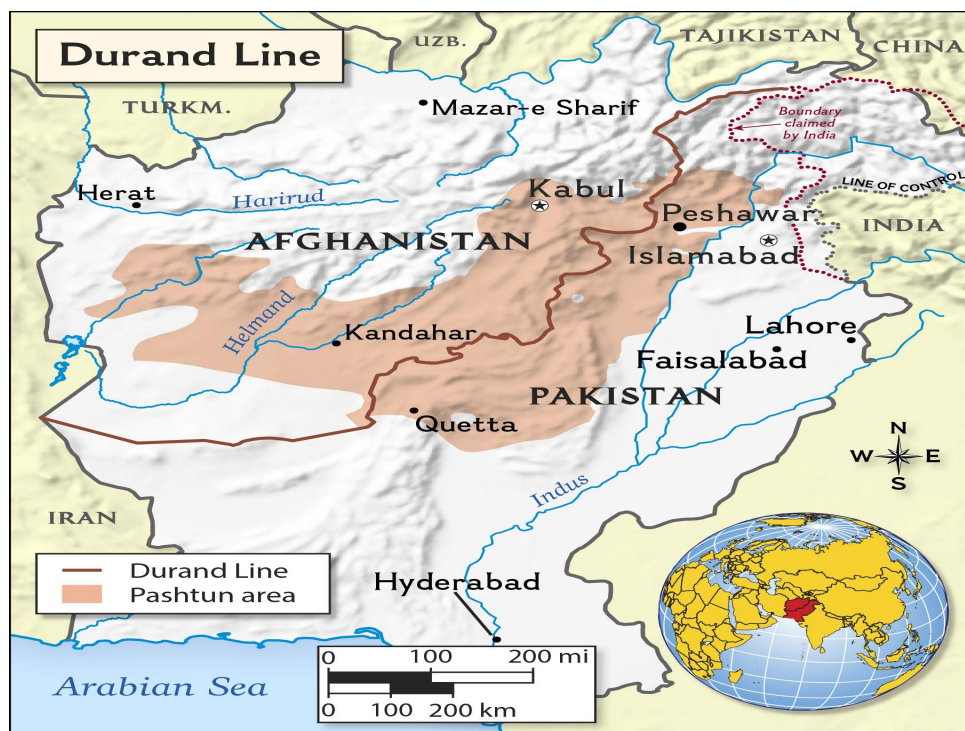 Durand Line
UZB.
TAJIKISTAN
CHINA
TURKM.
Mazar-e Sharif
Boundary
claimed
by India
Herat
Harirud
Kabul
LINE OF CONTROL
Peshawar
INDIA
AFGHANISTAN
Islamabad
Helmand
Kandahar
Lahore
Faisalabad
PAKISTAN
Quetta
N
W E
S
Indus
IRAN
Durand Line
Pashtun area
Hyderabad
0 100 200 mi
0 100 200 km
Arabian Sea